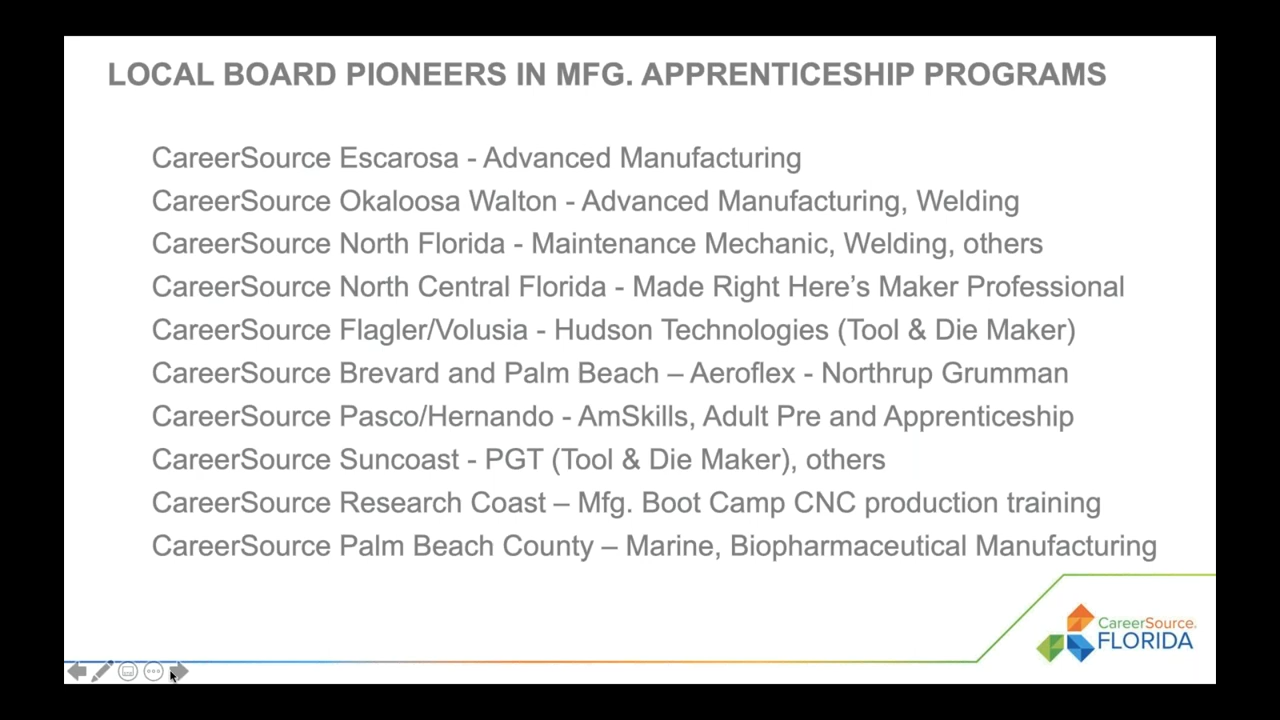 LOCAL BOARD PIONEERS IN MFG. APPRENTICESHIP PROGRAMS
CareerSource Escarosa - Advanced Manufacturing
CareerSource Okaloosa Walton - Advanced Manufacturing, Welding
CareerSource North Florida - Maintenance Mechanic, Welding, others
CareerSource North Central Florida - Made Right Here’s Maker Professional
CareerSource Flagler/Volusia - Hudson Technologies (Tool & Die Maker)
CareerSource Brevard and Palm Beach – Aeroflex - Northrup Grumman
CareerSource Pasco/Hernando - AmSkills, Adult Pre and Apprenticeship
CareerSource Suncoast - PGT (Tool & Die Maker), others
CareerSource Research Coast – Mfg. Boot Camp CNC production training
CareerSource Palm Beach County – Marine, Biopharmaceutical Manufacturing
CareerSource
FLORIDA